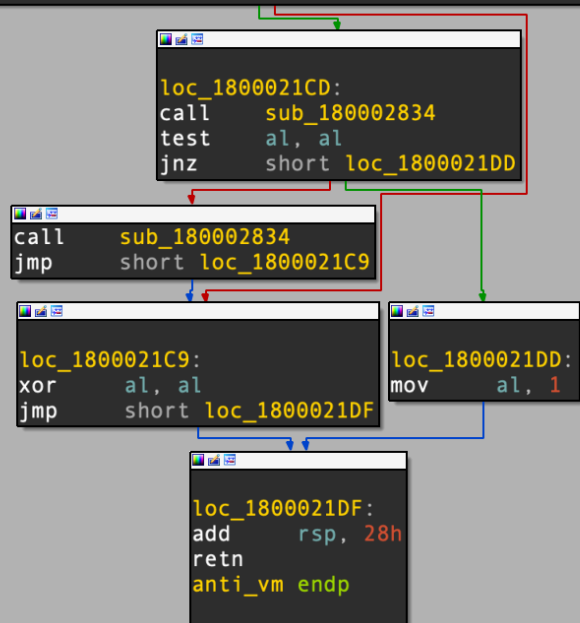 loc_1800021CD:
call sub_180002834
test al, al
jnz short loc_1800021DD
call sub_180002834
jmp short loc_1800021C9
loc_1800021C9:
xor al, al
jmp short loc_1800021DF
loc_1800021DD:
mov al, 1
loc_1800021DF:
add rsp, 28h
retn
anti_vm endp